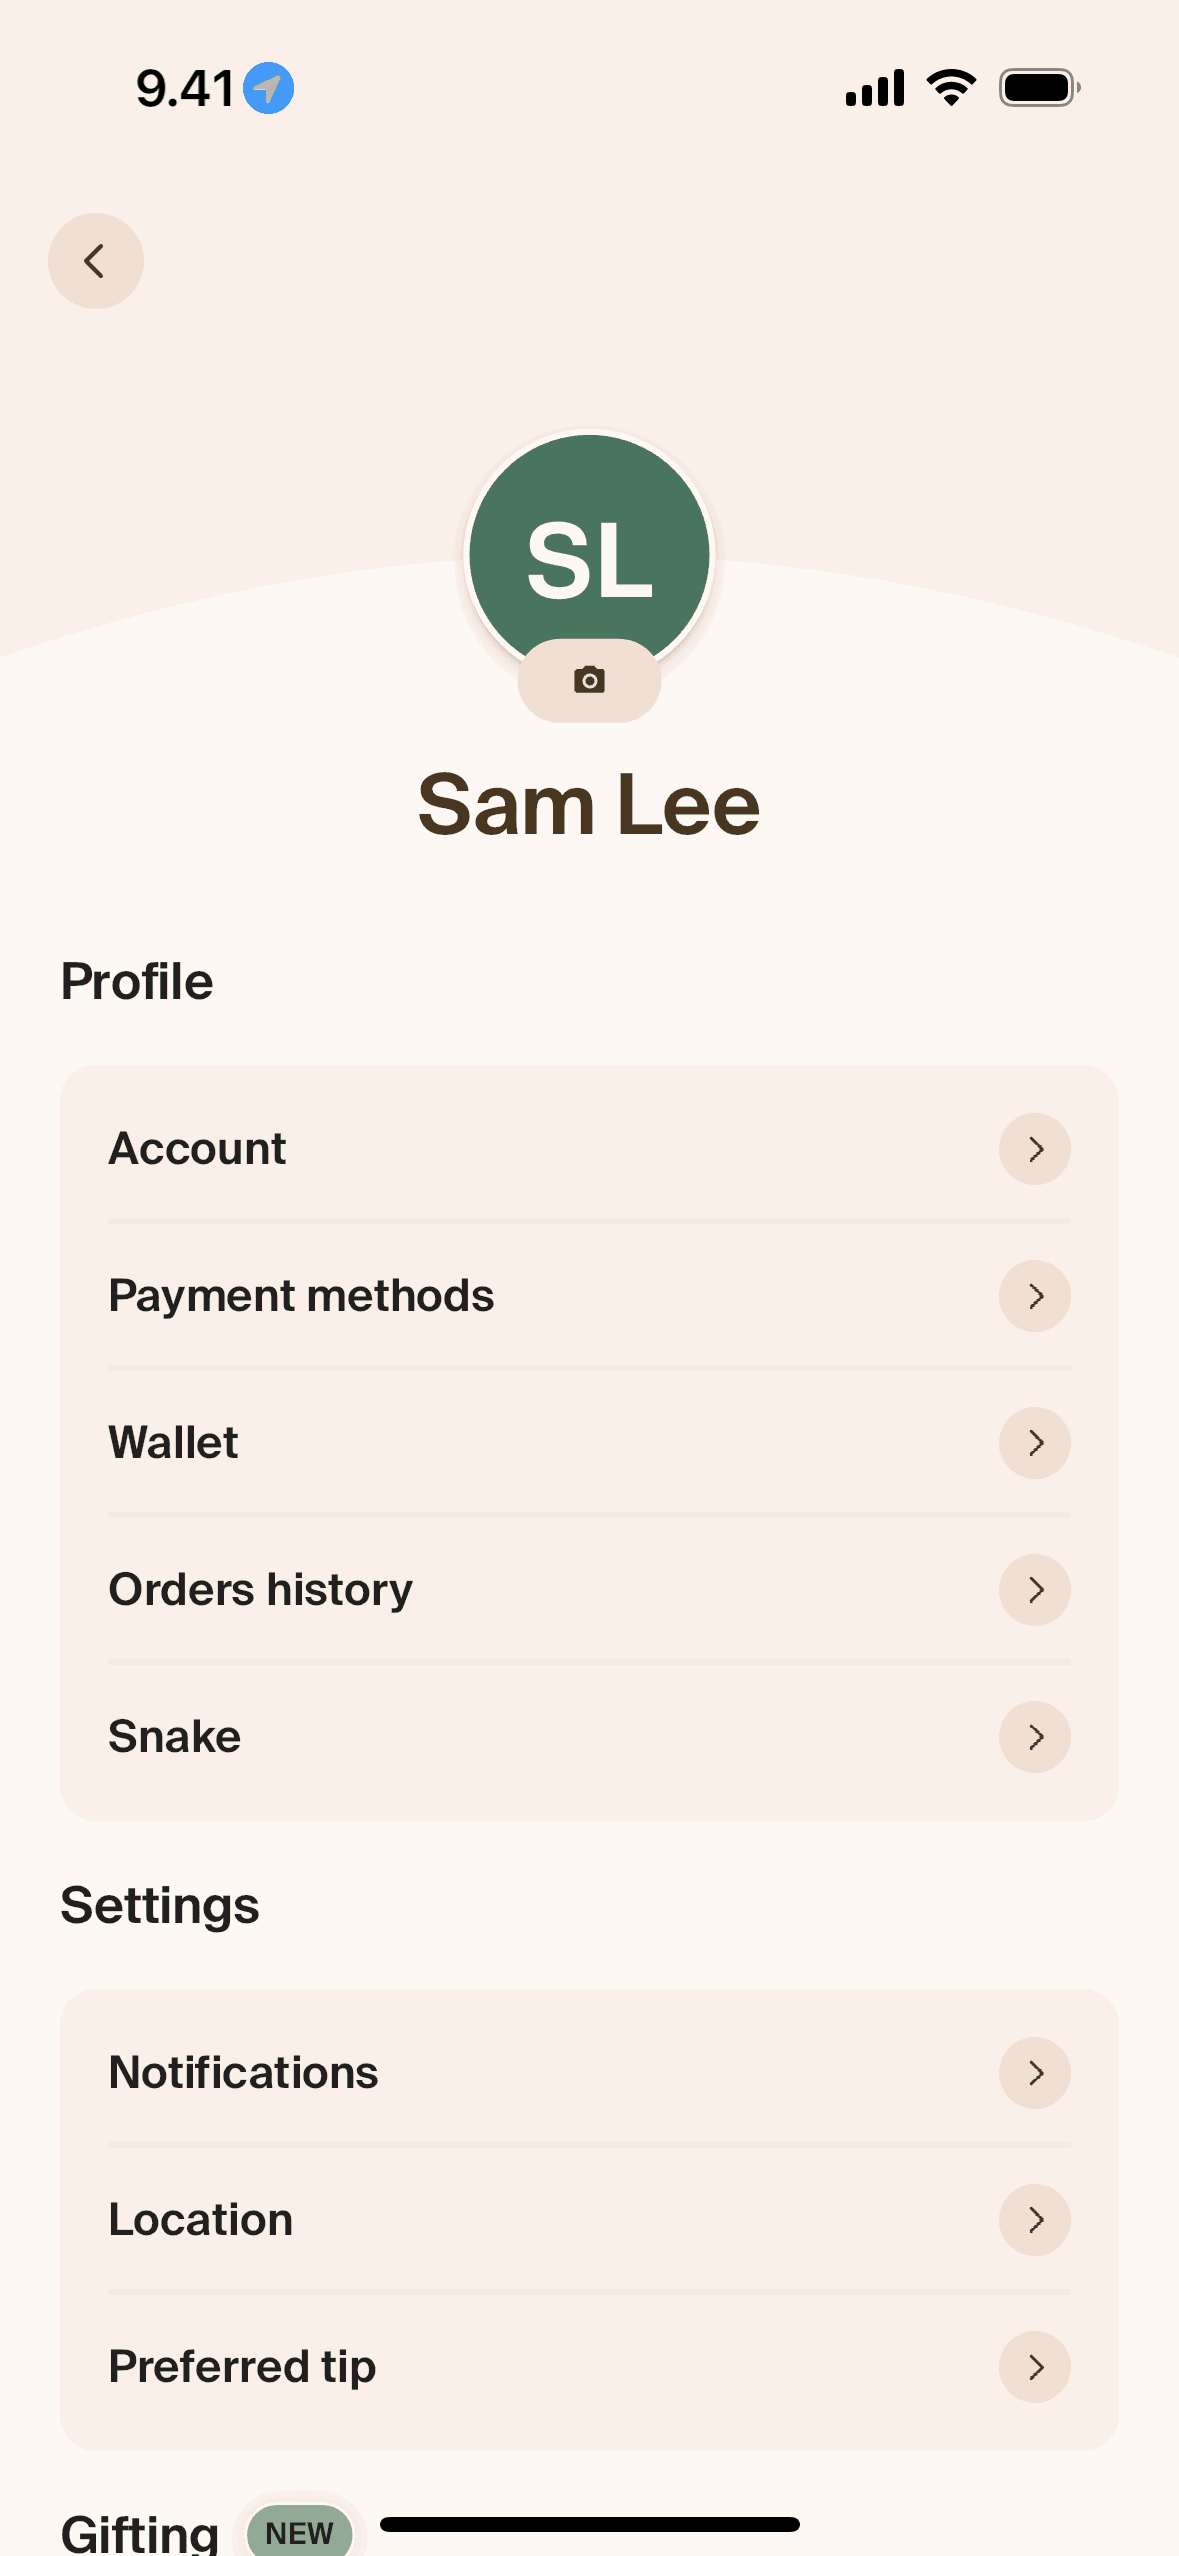 9.41
SL
Sam Lee
Profile
Account
Payment methods
Wallet
Orders history
Snake
Settings
Notifications
Location
Preferred tip
Gifting NEW